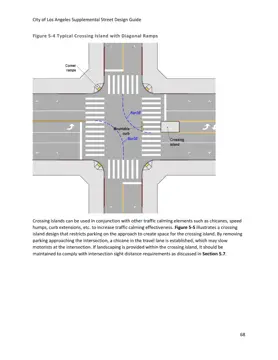 City of Los Angeles Supplemental Street Design Guide
Figure 5-4 Typical Crossing Island with Diagonal Ramps
Corner
ramps
Mountable
curb
Crossing
island
Crossing islands can be used in conjunction with other traffic calming elements such as chicanes, speed
humps, curb extensions, etc. to increase traffic calming effectiveness. Figure 5-5 illustrates a crossing
island design that restricts parking on the approach to create space for the crossing island. By removing
parking approaching the intersection, a chicane in the travel lane is established, which may slow
motorists at the intersection. If landscaping is provided within the crossing island, it should be
maintained to comply with intersection sight distance requirements as discussed in Section 5.7.
68